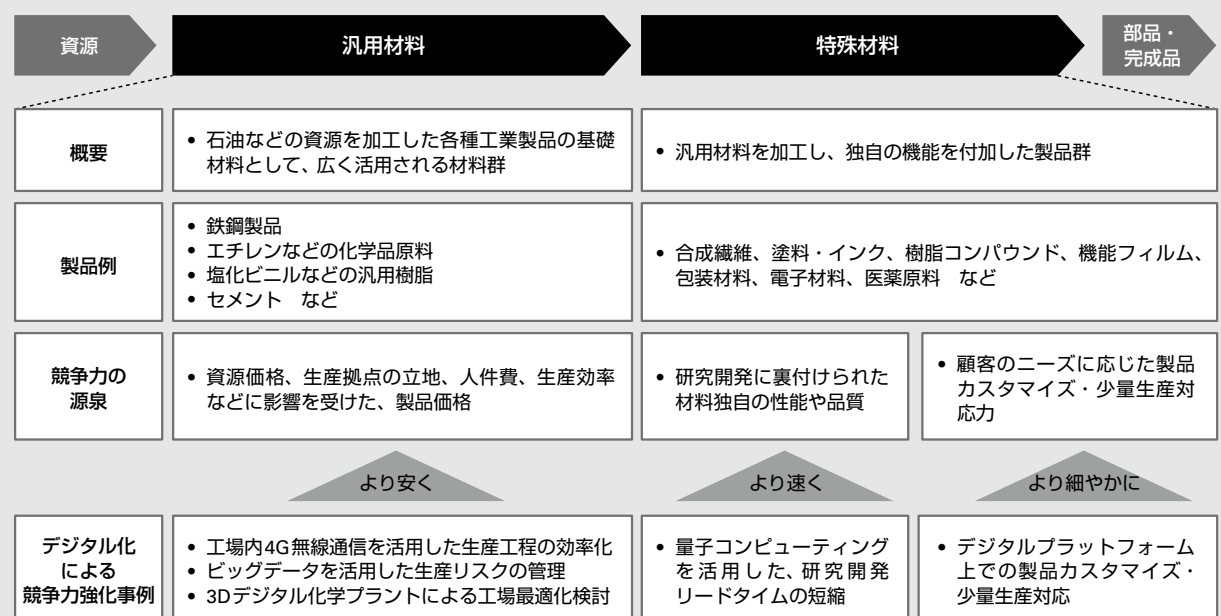 資源
汎用材料
特殊材料
部品・
完成品
概要
• 石油などの資源を加工した各種工業製品の基礎
材料として、広く活用される材料群
• 汎用材料を加工し、独自の機能を付加した製品群
製品例
• 鉄鋼製品
• エチレンなどの化学品原料
• 塩化ビニルなどの汎用樹脂
• セメント　など
• 合成繊維、塗料・インク、樹脂コンパウンド、機能フィルム、
包装材料、電子材料、医薬原料　など
競争力の
源泉
• 資源価格、生産拠点の立地、人件費、生産効率
などに影響を受けた、製品価格
• 研究開発に裏付けられた
材料独自の性能や品質
• 顧客のニーズに応じた製品
カスタマイズ・少量生産対
応力
より安く
より速く
より細やかに
デジタル化
による
競争力強化事例
• 工場内4G無線通信を活用した生産工程の効率化
• ビッグデータを活用した生産リスクの管理
• 3Dデジタル化学プラントによる工場最適化検討
• 量子コンピューティング
を活用した、研究開発
リードタイムの短縮
• デジタルプラットフォーム
上での製品カスタマイズ・
少量生産対応